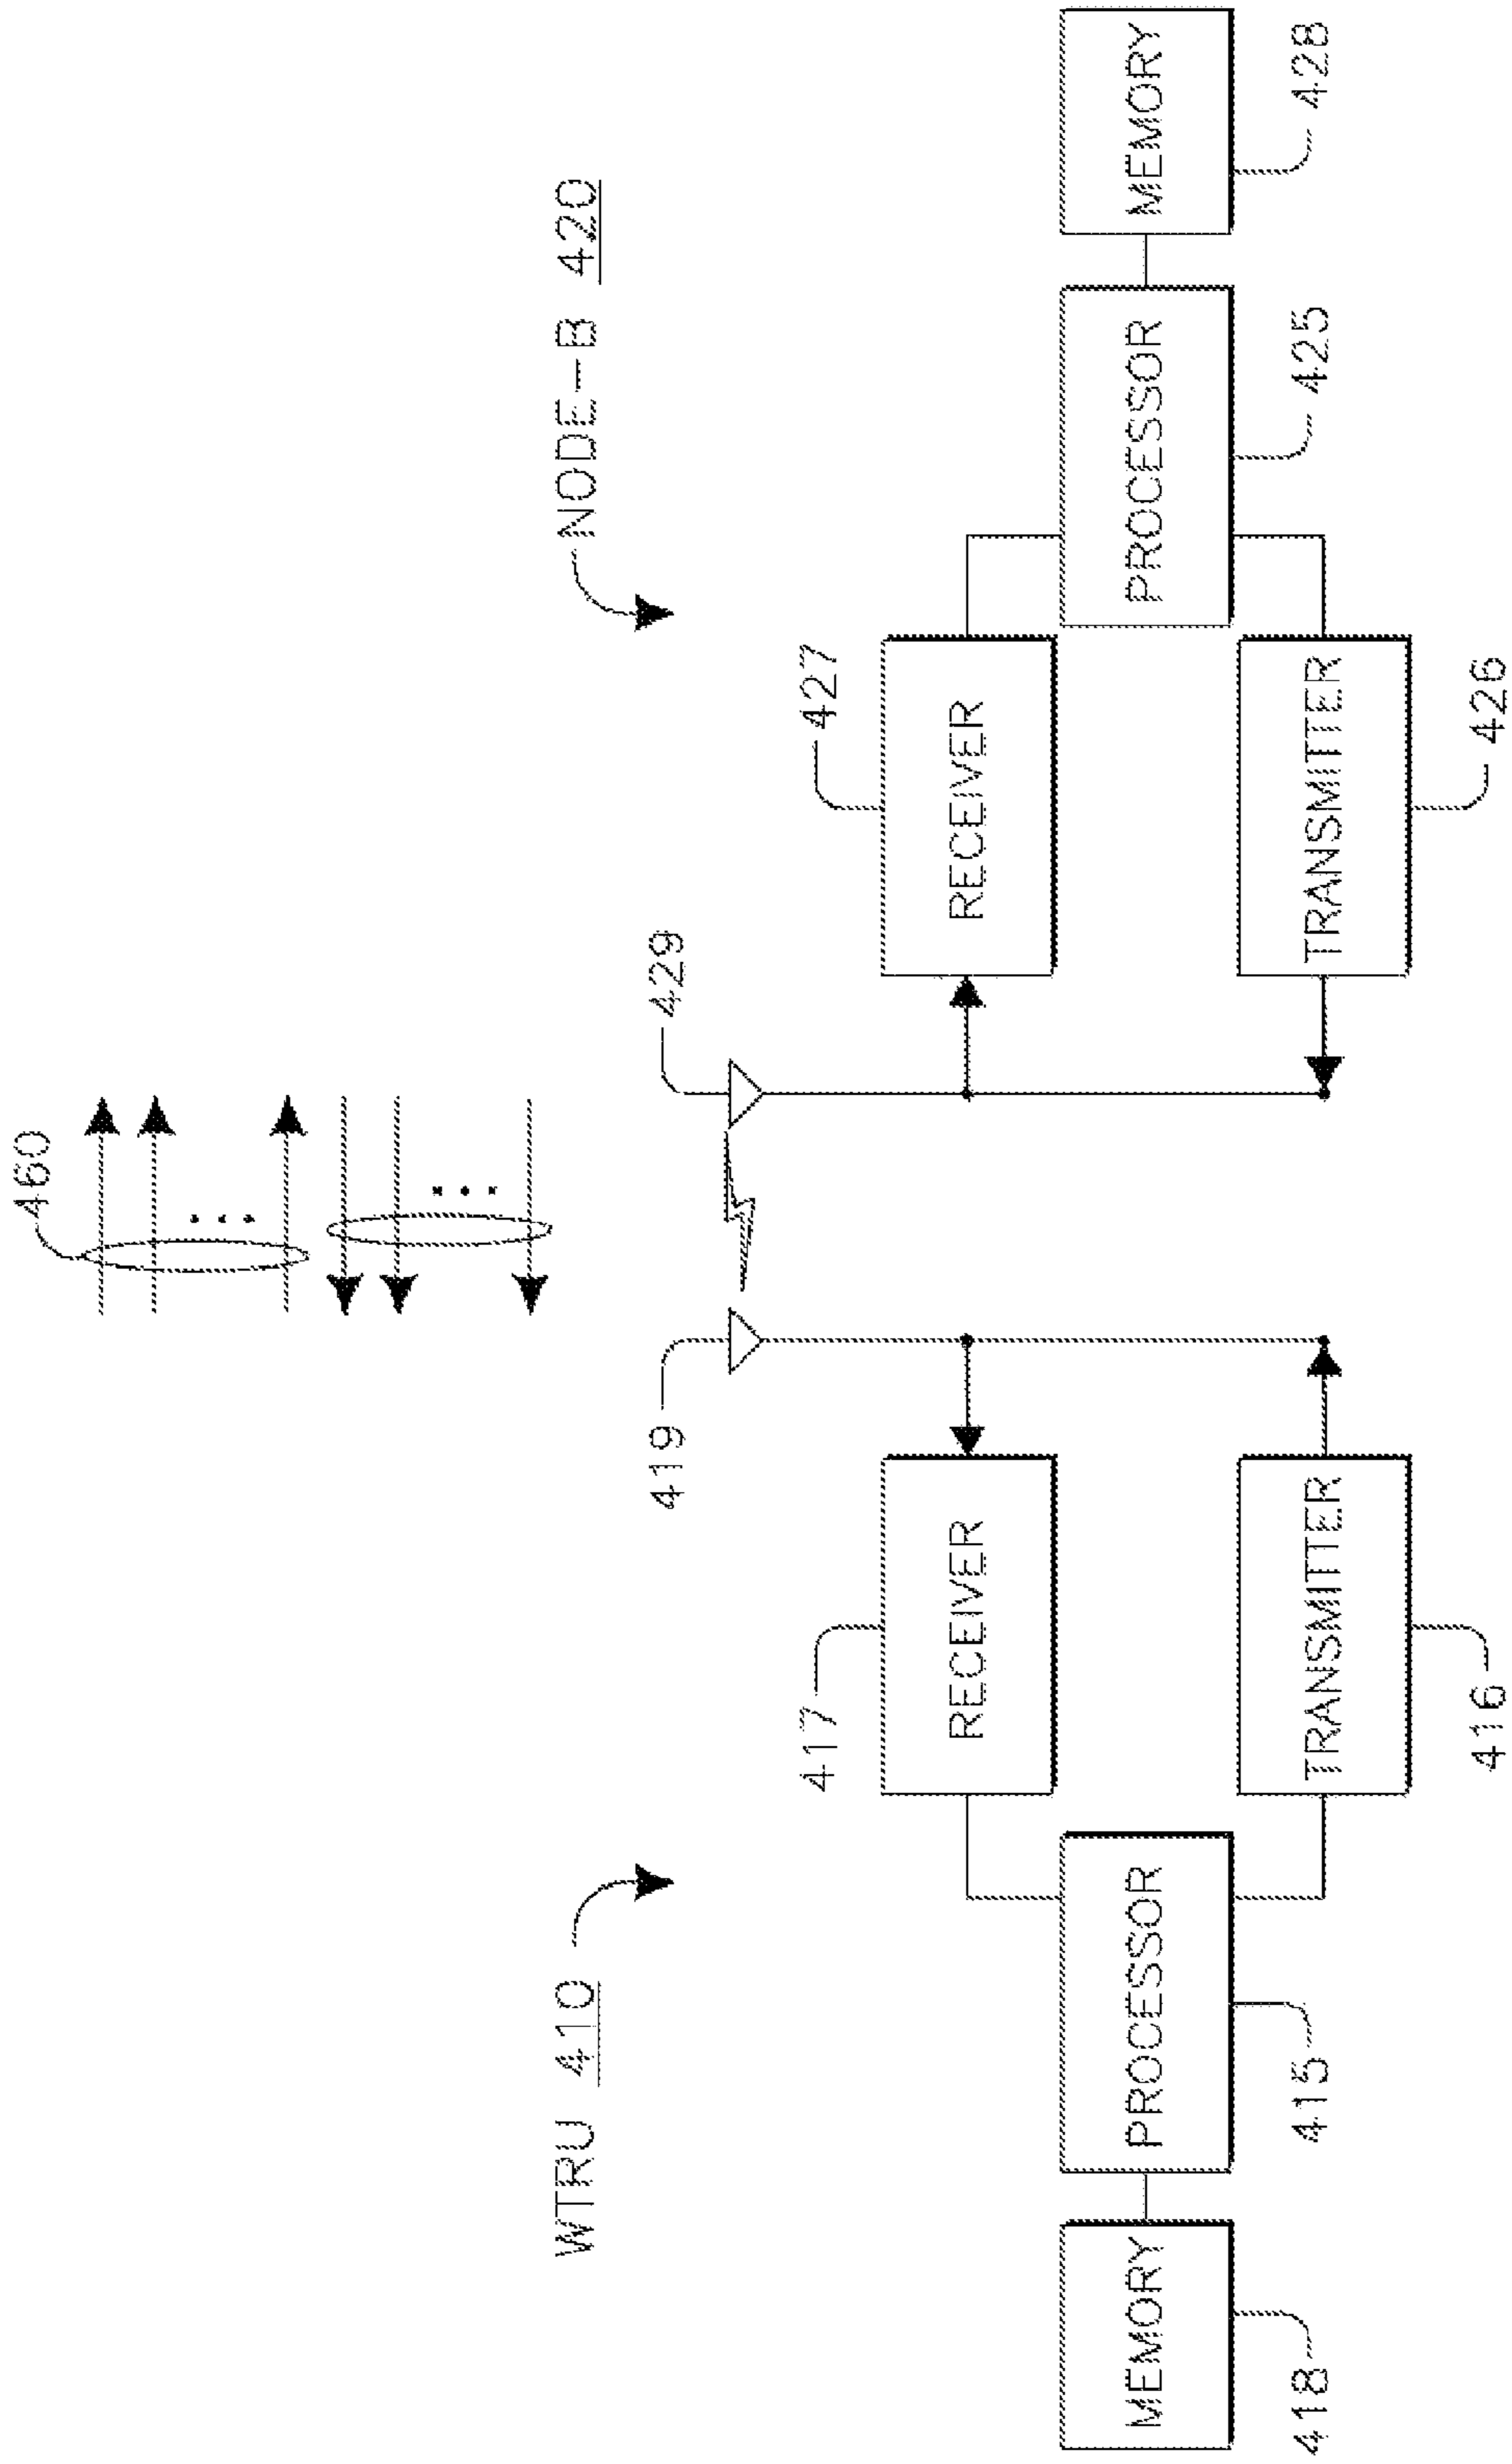 460
WTRU 410
NODE-B 420
419
429
417
427
RECEIVER
RECEIVER
MEMORY
PROCESSOR
PROCESSOR
MEMORY
418
415
425
428
TRANSMITTER
TRANSMITTER
416
426